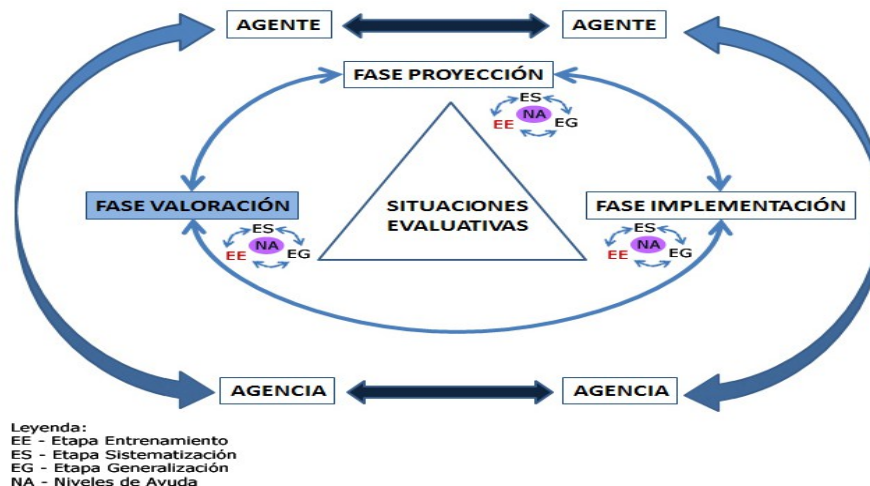 AGENTE
AGENTE
FASE PROYECCIÓN
ES
NA
EE
EG
FASE VALORACIÓN
SITUACIONES
EVALUATIVAS
FASE IMPLEMENTACIÓN
ES
NA
EE
EG
ES
NA
EE
EG
AGENCIA
AGENCIA
Leyenda:
EE - Etapa Entrenamiento
ES - Etapa Sistematización
EG - Etapa Generalización
NA - Niveles de Ayuda